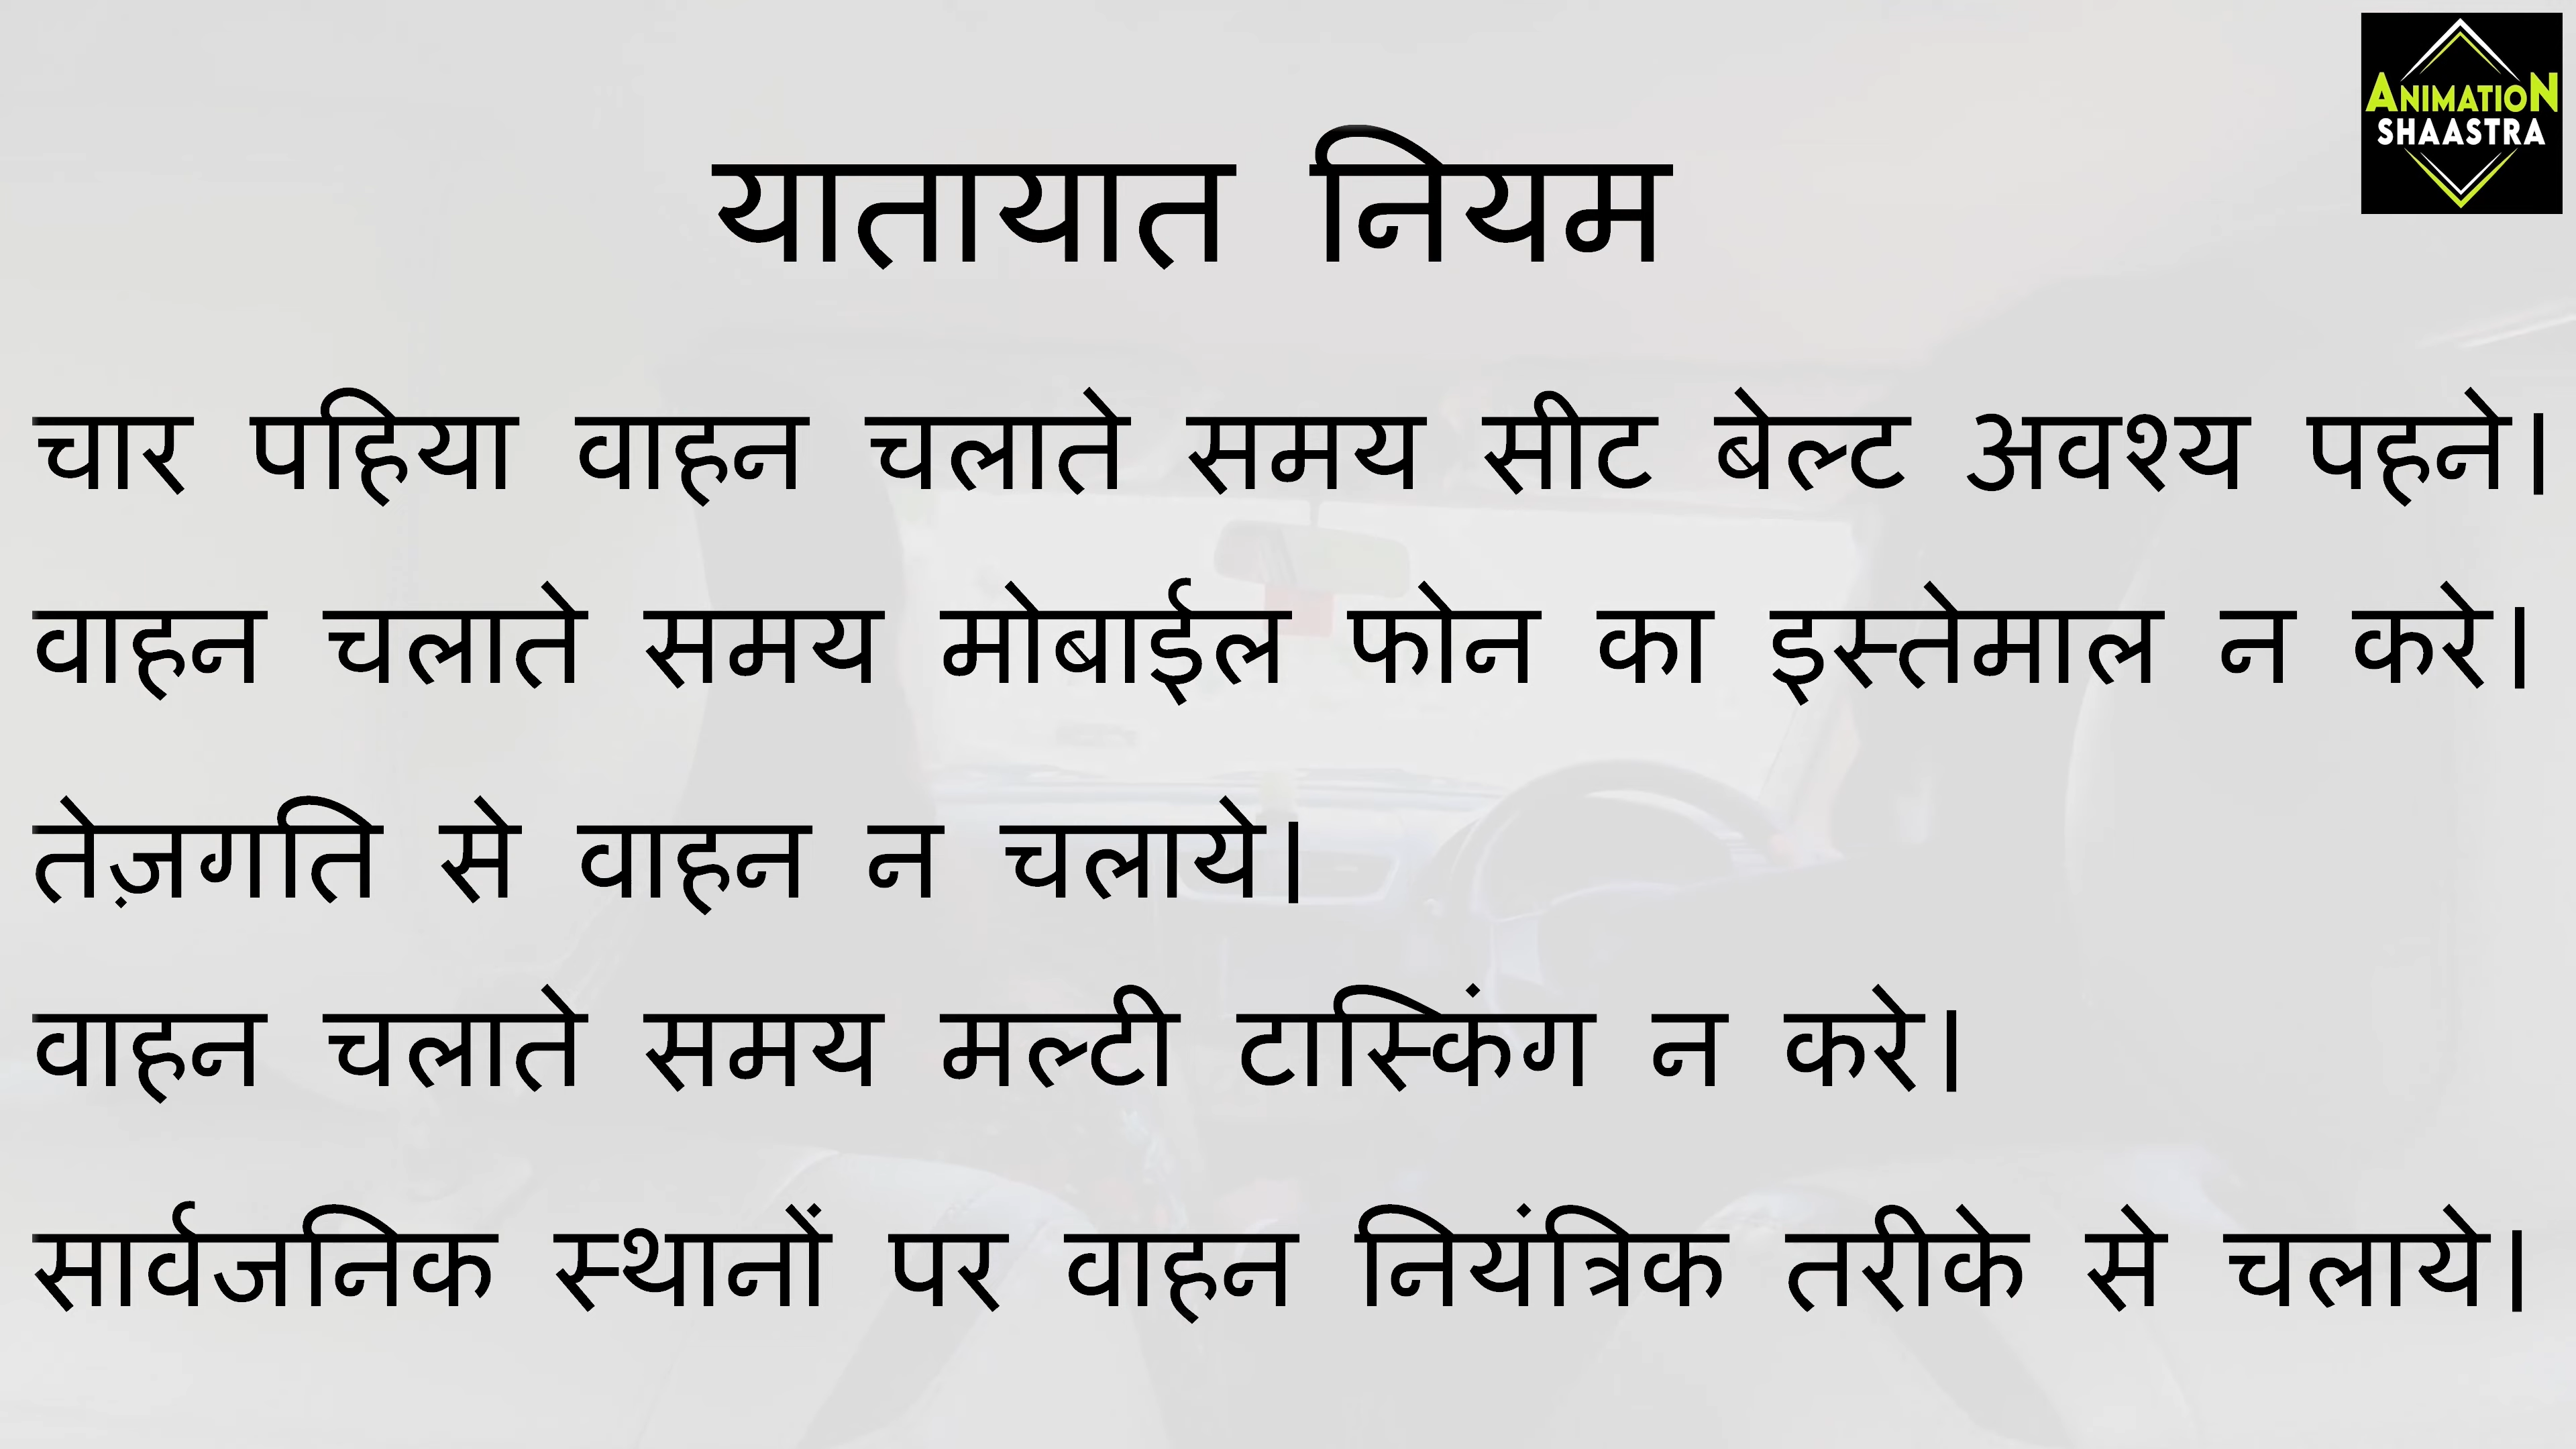 ANIMATION
SHAASTRA
यातायात नियम
चार पहिया वाहन चलाते समय सीट बेल्ट अवश्य पहने।
वाहन चलाते समय मोबाईल फोन का इस्तेमाल न करे।
तेज़गति से वाहन न चलाये।
वाहन चलाते समय मल्टी टास्किंग न करे।
सार्वजनिक स्थानों पर वाहन नियंत्रिक तरीके से चलाये।